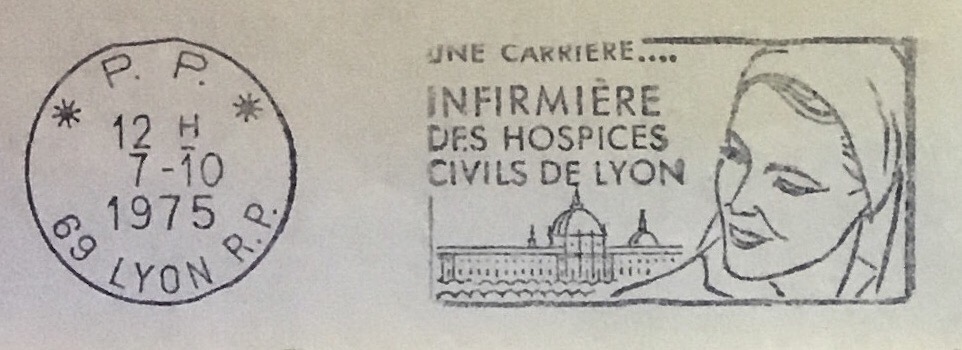 P. P.
12 H
7-10
1975
69 LYON R.P.
UNE CARRIERE....
INFIRMIÈRE
DES HOSPICES
CIVILS DE LYON